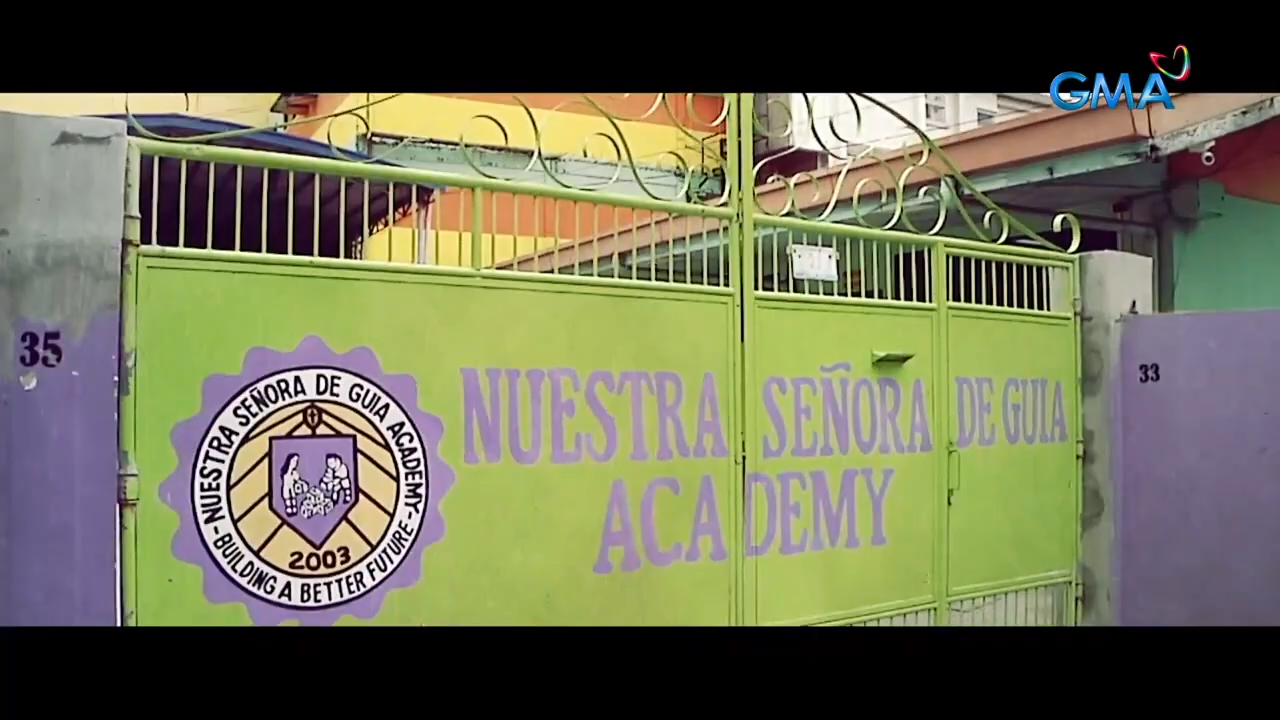 GMA
35
33
NUESTRA SEÑORA DE GUIA ACADEMY
2003
- BUILDING A BETTER FUTURE -
NUESTRA SEÑORA DE GUIA
ACADEMY